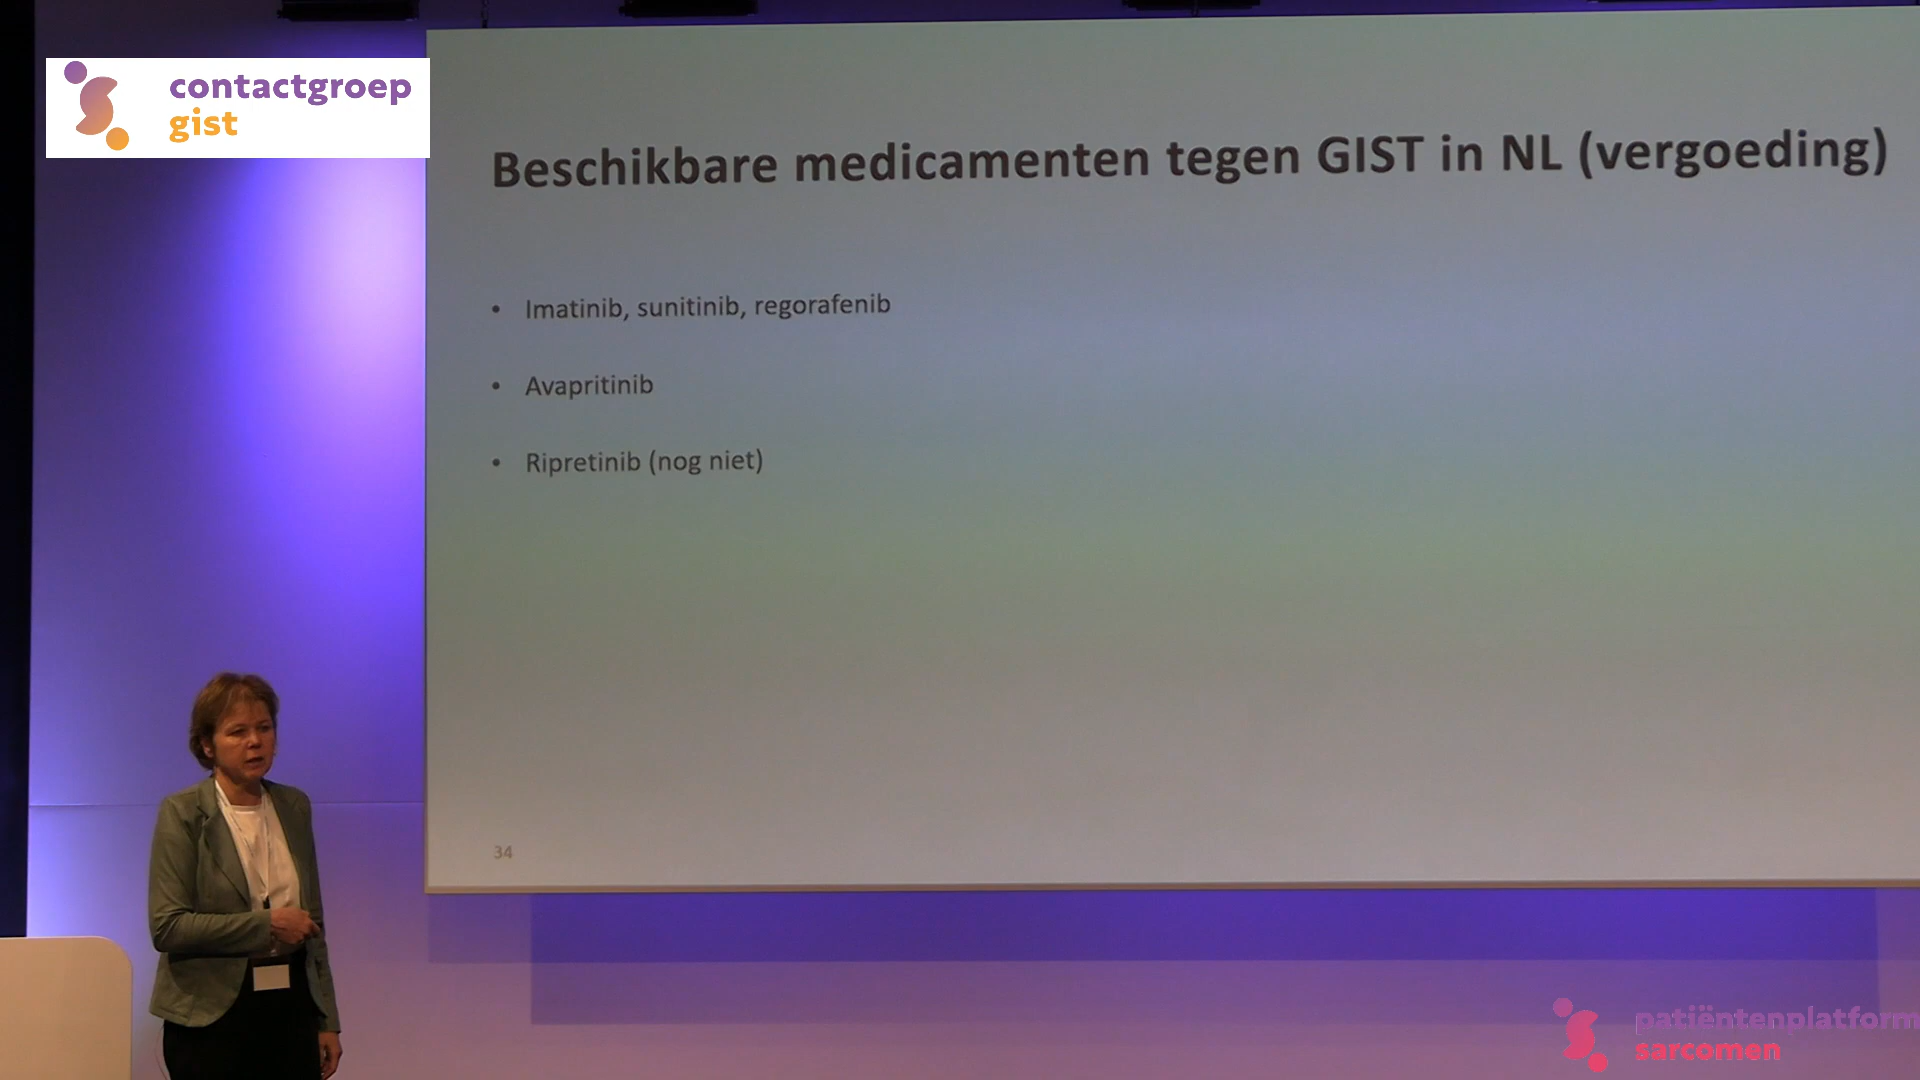 contactgroep
gist
Beschikbare medicamenten tegen GIST in NL (vergoeding)
• Imatinib, sunitinib, regorafenib
• Avapritinib
• Ripretinib (nog niet)
34
patiëntenplatform
sarcomen